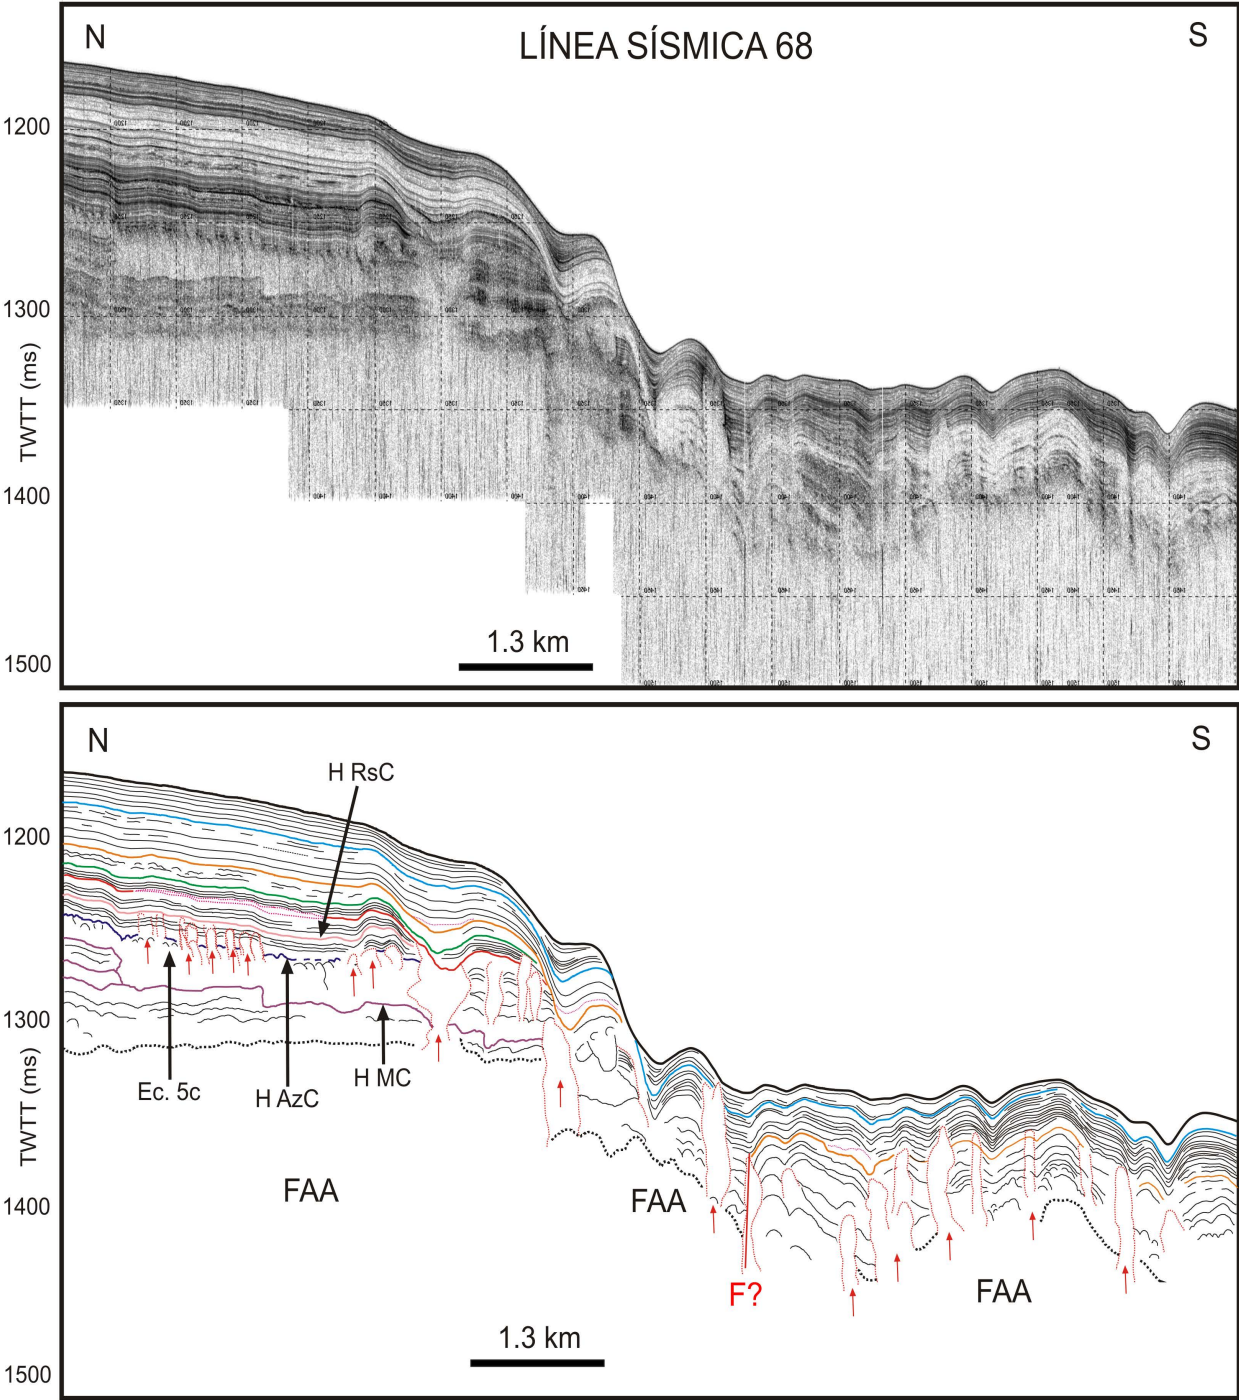 N
LÍNEA SÍSMICA 68
S
1200
1300
TWTT (ms)
1400
1.3 km
1500
N
S
H RsC
1200
1300
TWTT (ms)
Ec. 5c
H AzC
H MC
FAA
FAA
1400
F?
FAA
1.3 km
1500